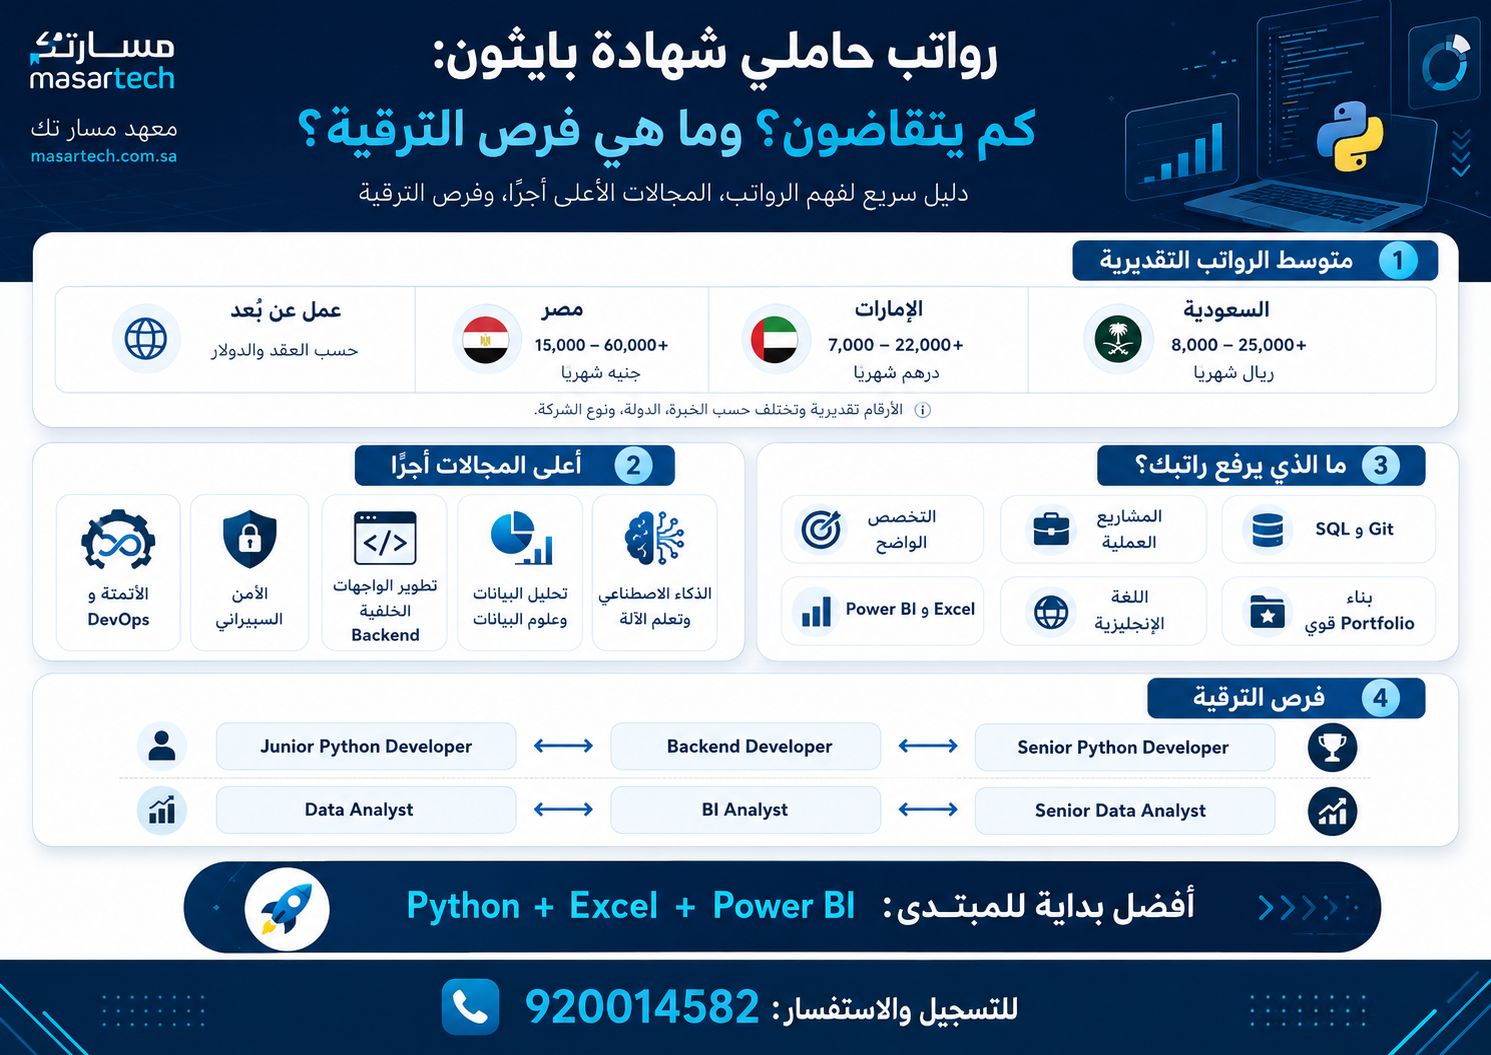 مسارتك
masartech
معهد مسار تك
masartech.com.sa
رواتب حاملي شهادة بايثون:
كم يتقاضون؟ وما هي فرص الترقية؟
دليل سريع لفهم الرواتب، المجالات الأعلى أجرًا، وفرص الترقية
1 متوسط الرواتب التقديرية
السعودية
8,000 – 25,000+
ريال شهريا
الإمارات
7,000 – 22,000+
درهم شهريا
مصر
15,000 – 60,000+
جنيه شهريا
عمل عن بُعد
حسب العقد والدولار
الأرقام تقديرية وتختلف حسب الخبرة، الدولة، ونوع الشركة.
3 ما الذي يرفع راتبك؟
SQL و Git
المشاريع
العملية
التخصص
الواضح
بناء
Portfolio قوي
اللغة
الإنجليزية
Power BI و Excel
2 أعلى المجالات أجرًا
الذكاء الاصطناعي
وتعلم الآلة
تحليل البيانات
وعلوم البيانات
تطوير الواجهات
الخلفية
Backend
الأمن
السيبراني
الأتمتة و
DevOps
4 فرص الترقية
Junior Python Developer
Backend Developer
Senior Python Developer
Data Analyst
BI Analyst
Senior Data Analyst
أفضل بداية للمبتدى: Python + Excel + Power BI
للتسجيل والاستفسار: 920014582